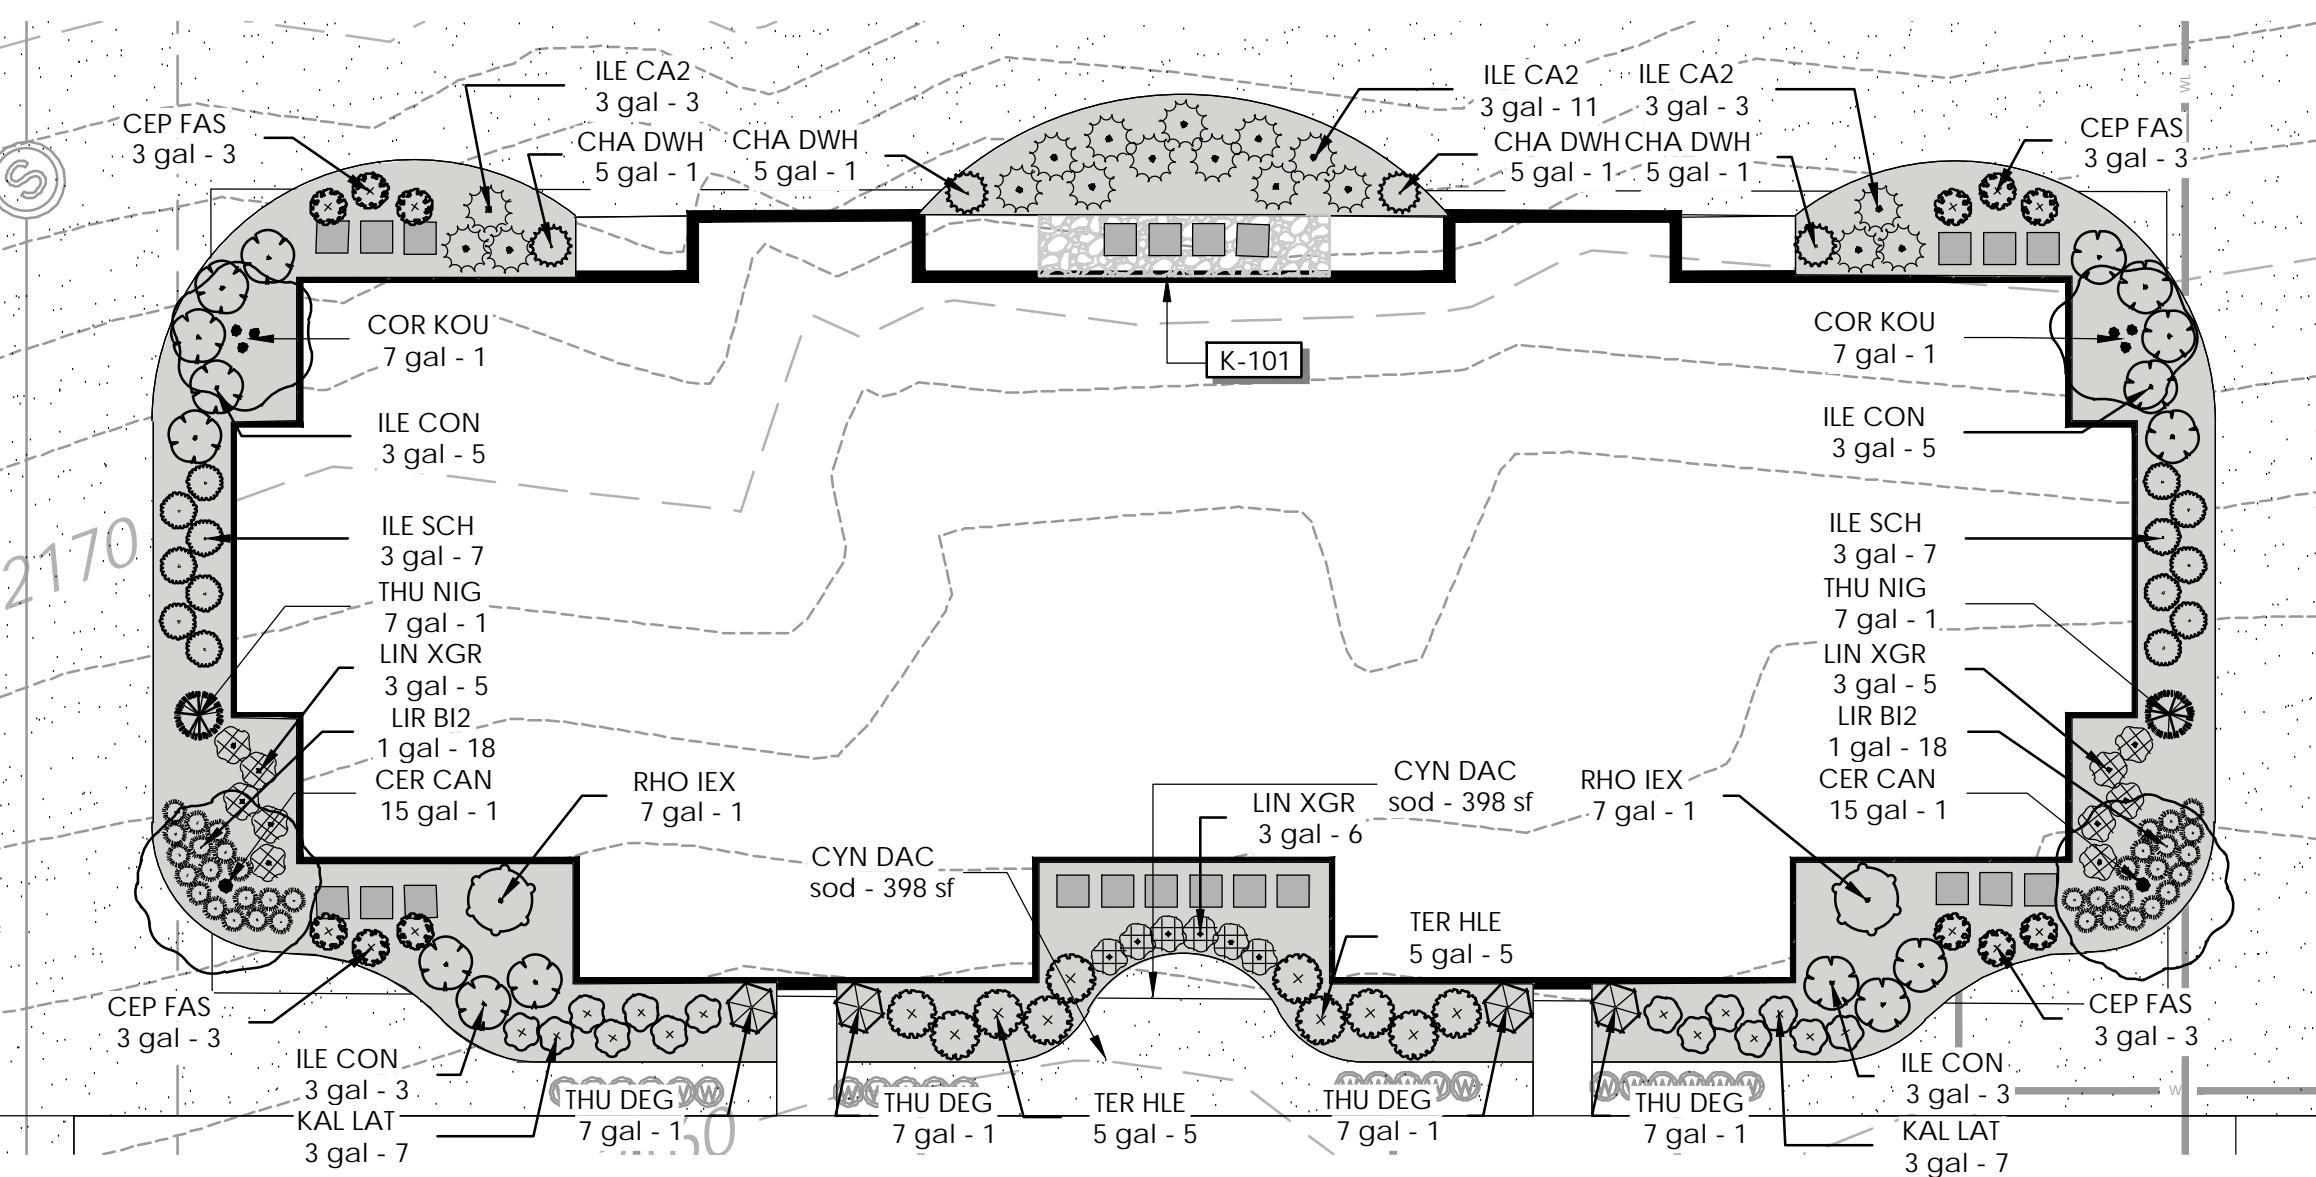 ILE CA2
3 gal - 3
ILE CA2
3 gal - 11
ILE CA2
3 gal - 3
CEP FAS
3 gal - 3
CHA DWH
5 gal - 1
CHA DWH
5 gal - 1
CHA DWH
5 gal - 1
CHA DWH
5 gal - 1
CEP FAS
3 gal - 3
WL
S
COR KOU
7 gal - 1
K-101
COR KOU
7 gal - 1
ILE CON
3 gal - 5
ILE CON
3 gal - 5
2170
ILE SCH
3 gal - 7
ILE SCH
3 gal - 7
THU NIG
7 gal - 1
THU NIG
7 gal - 1
LIN XGR
3 gal - 5
LIN XGR
3 gal - 5
LIR BI2
1 gal - 18
LIR BI2
1 gal - 18
CER CAN
15 gal - 1
RHO IEX
7 gal - 1
CYN DAC
sod - 398 sf
LIN XGR
3 gal - 6
RHO IEX
7 gal - 1
CER CAN
15 gal - 1
CYN DAC
sod - 398 sf
TER HLE
5 gal - 5
CEP FAS
3 gal - 3
CEP FAS
3 gal - 3
ILE CON
3 gal - 3
ILE CON
3 gal - 3
W
KAL LAT
3 gal - 7
THU DEG
7 gal - 1
THU DEG
7 gal - 1
TER HLE
5 gal - 5
THU DEG
7 gal - 1
THU DEG
7 gal - 1
KAL LAT
3 gal - 7